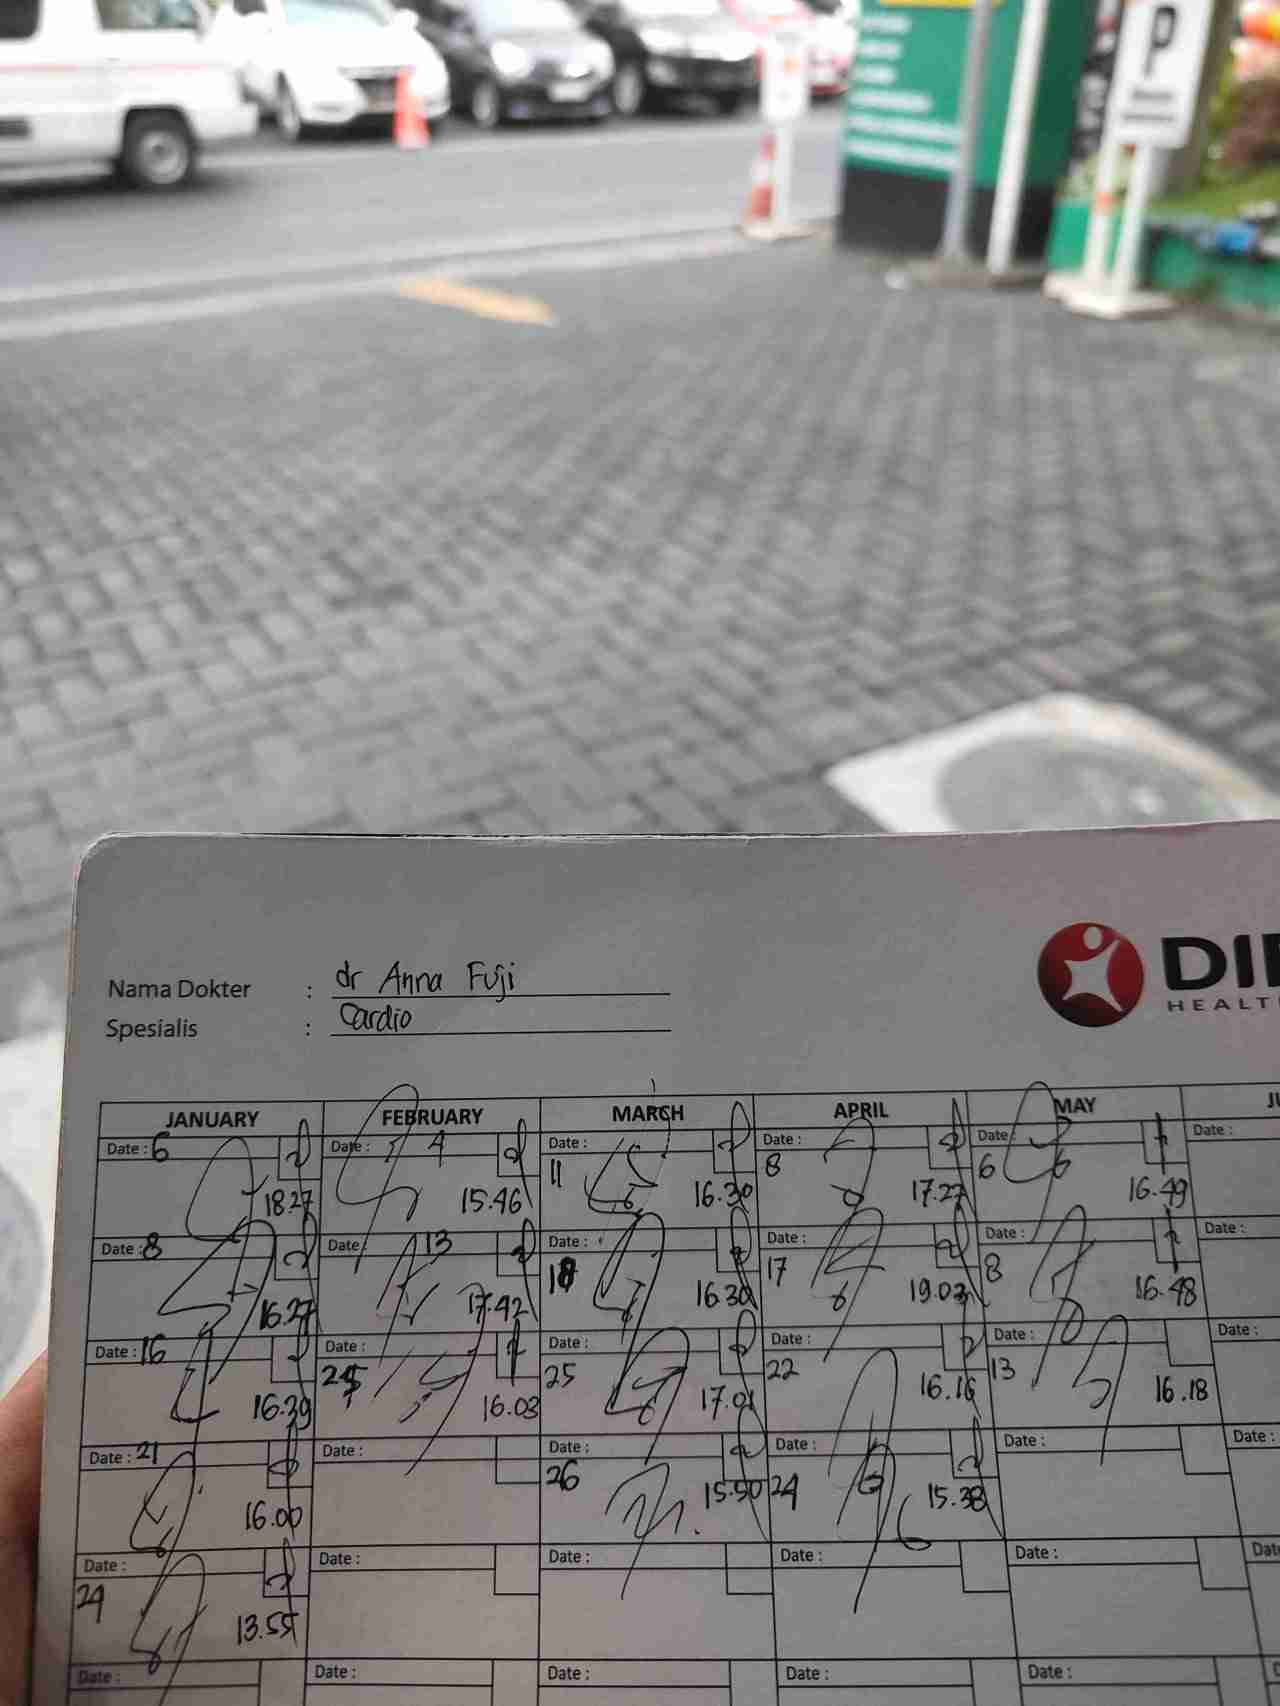 P
Nama Dokter : dr Anna Fuji
Spesialis : Cardio
HEALT
JANUARY FEBRUARY MARCH APRIL MAY
Date : 6 Date : 4 Date : Date : Date : Date :
11 8 6
18.27 15.46 16.30 17.27 16.49
Date : 8 Date : 13 Date : Date : Date : Date :
18 17 8
16.27 17.42 16.30 19.03 16.48
Date : 16 Date : Date : Date : Date : Date :
25 22 13
16.39 16.03 17.01 16.16 16.18
Date : 21 Date : Date : Date : Date : Date :
26 24
16.00 15.50 15.38
Date : Date : Date : Date : Date :
29
13.55
Date : Date : Date : Date : Date :